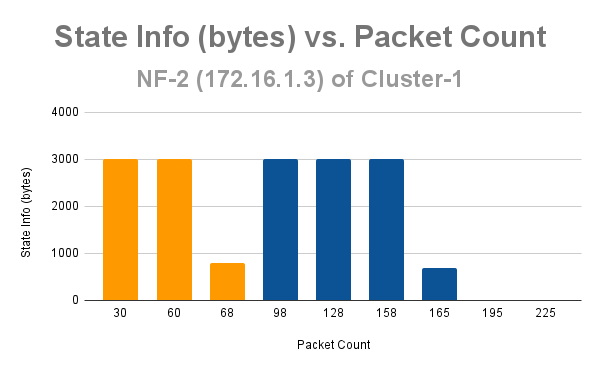 State Info (bytes) vs. Packet Count
NF-2 (172.16.1.3) of Cluster-1
4000
3000
2000
1000
0
State Info (bytes)
30 60 68 98 128 158 165 195 225
Packet Count